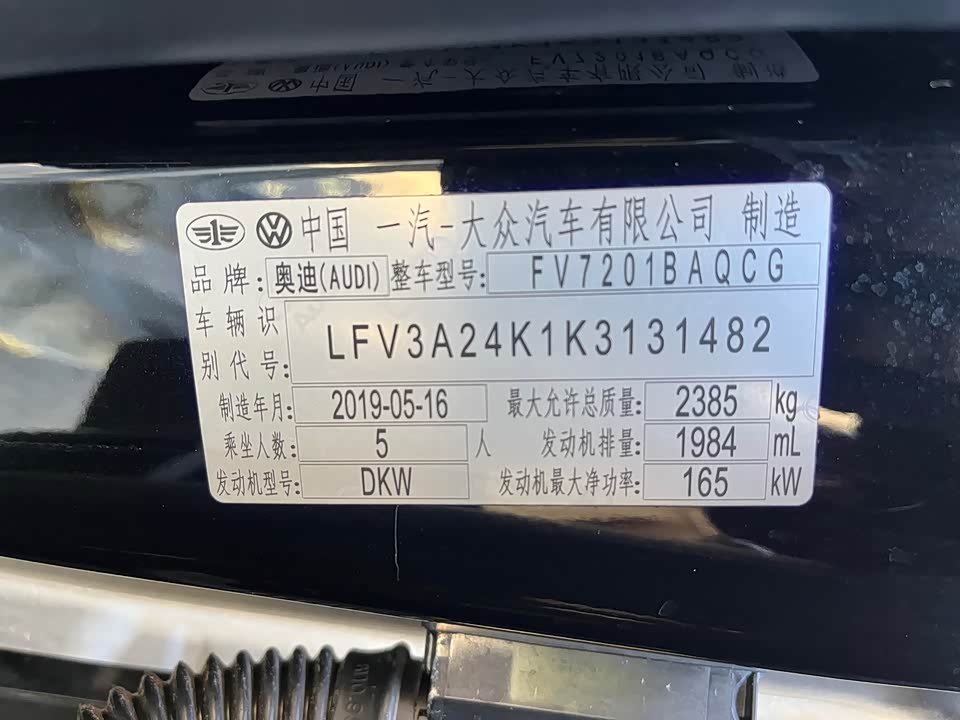 中国 一汽-大众汽车有限公司 制造
品牌: 奥迪(AUDI) 整车型号: FV7201BAQCG
车辆识别代号: LFV3A24K1K3131482
制造年月: 2019-05-16 最大允许总质量: 2385 kg
乘坐人数: 5 人 发动机排量: 1984 mL
发动机型号: DKW 发动机最大净功率: 165 kW